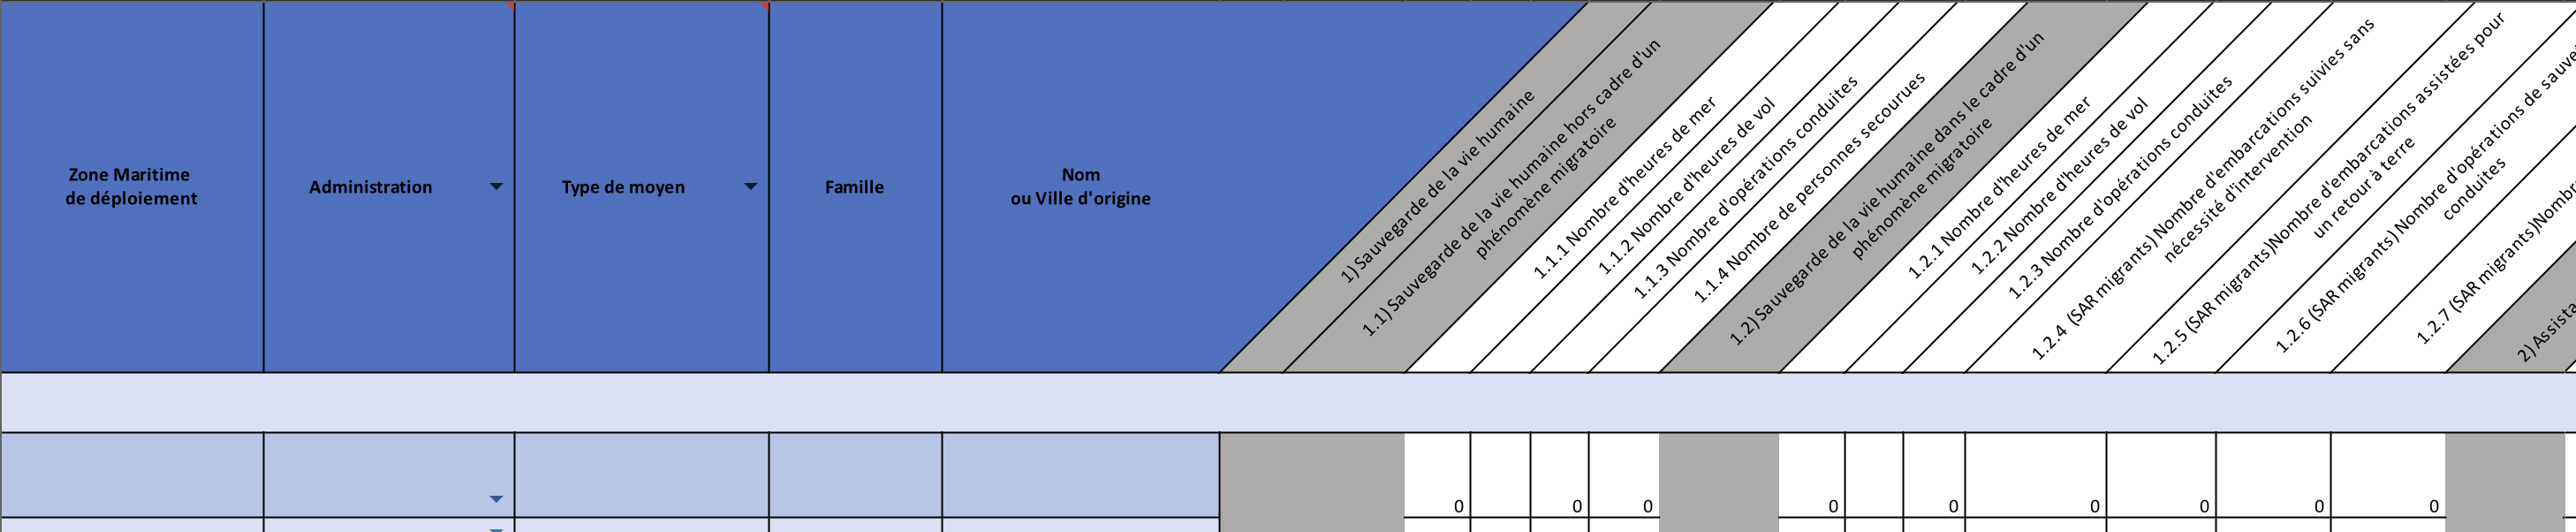 Zone Maritime
de déploiement
Administration
Type de moyen
Famille
Nom
ou Ville d'origine
1) Sauvegarde de la vie humaine
1.1) Sauvegarde de la vie humaine hors cadre d'un
phénomène migratoire
1.1.1 Nombre d'heures de mer
1.1.2 Nombre d'heures de vol
1.1.3 Nombre d'opérations conduites
1.1.4 Nombre de personnes secourues
1.2) Sauvegarde de la vie humaine dans le cadre d'un
phénomène migratoire
1.2.1 Nombre d'heures de mer
1.2.2 Nombre d'heures de vol
1.2.3 Nombre d'opérations conduites
1.2.4 (SAR migrants) Nombre d'embarcations suivies sans
nécessité d'intervention
1.2.5 (SAR migrants)Nombre d'embarcations assistées pour
un retour à terre
1.2.6 (SAR migrants) Nombre d'opérations de
conduites
1.2.7 (SAR migrants)
2)
0 0 0 0 0 0 0 0 0